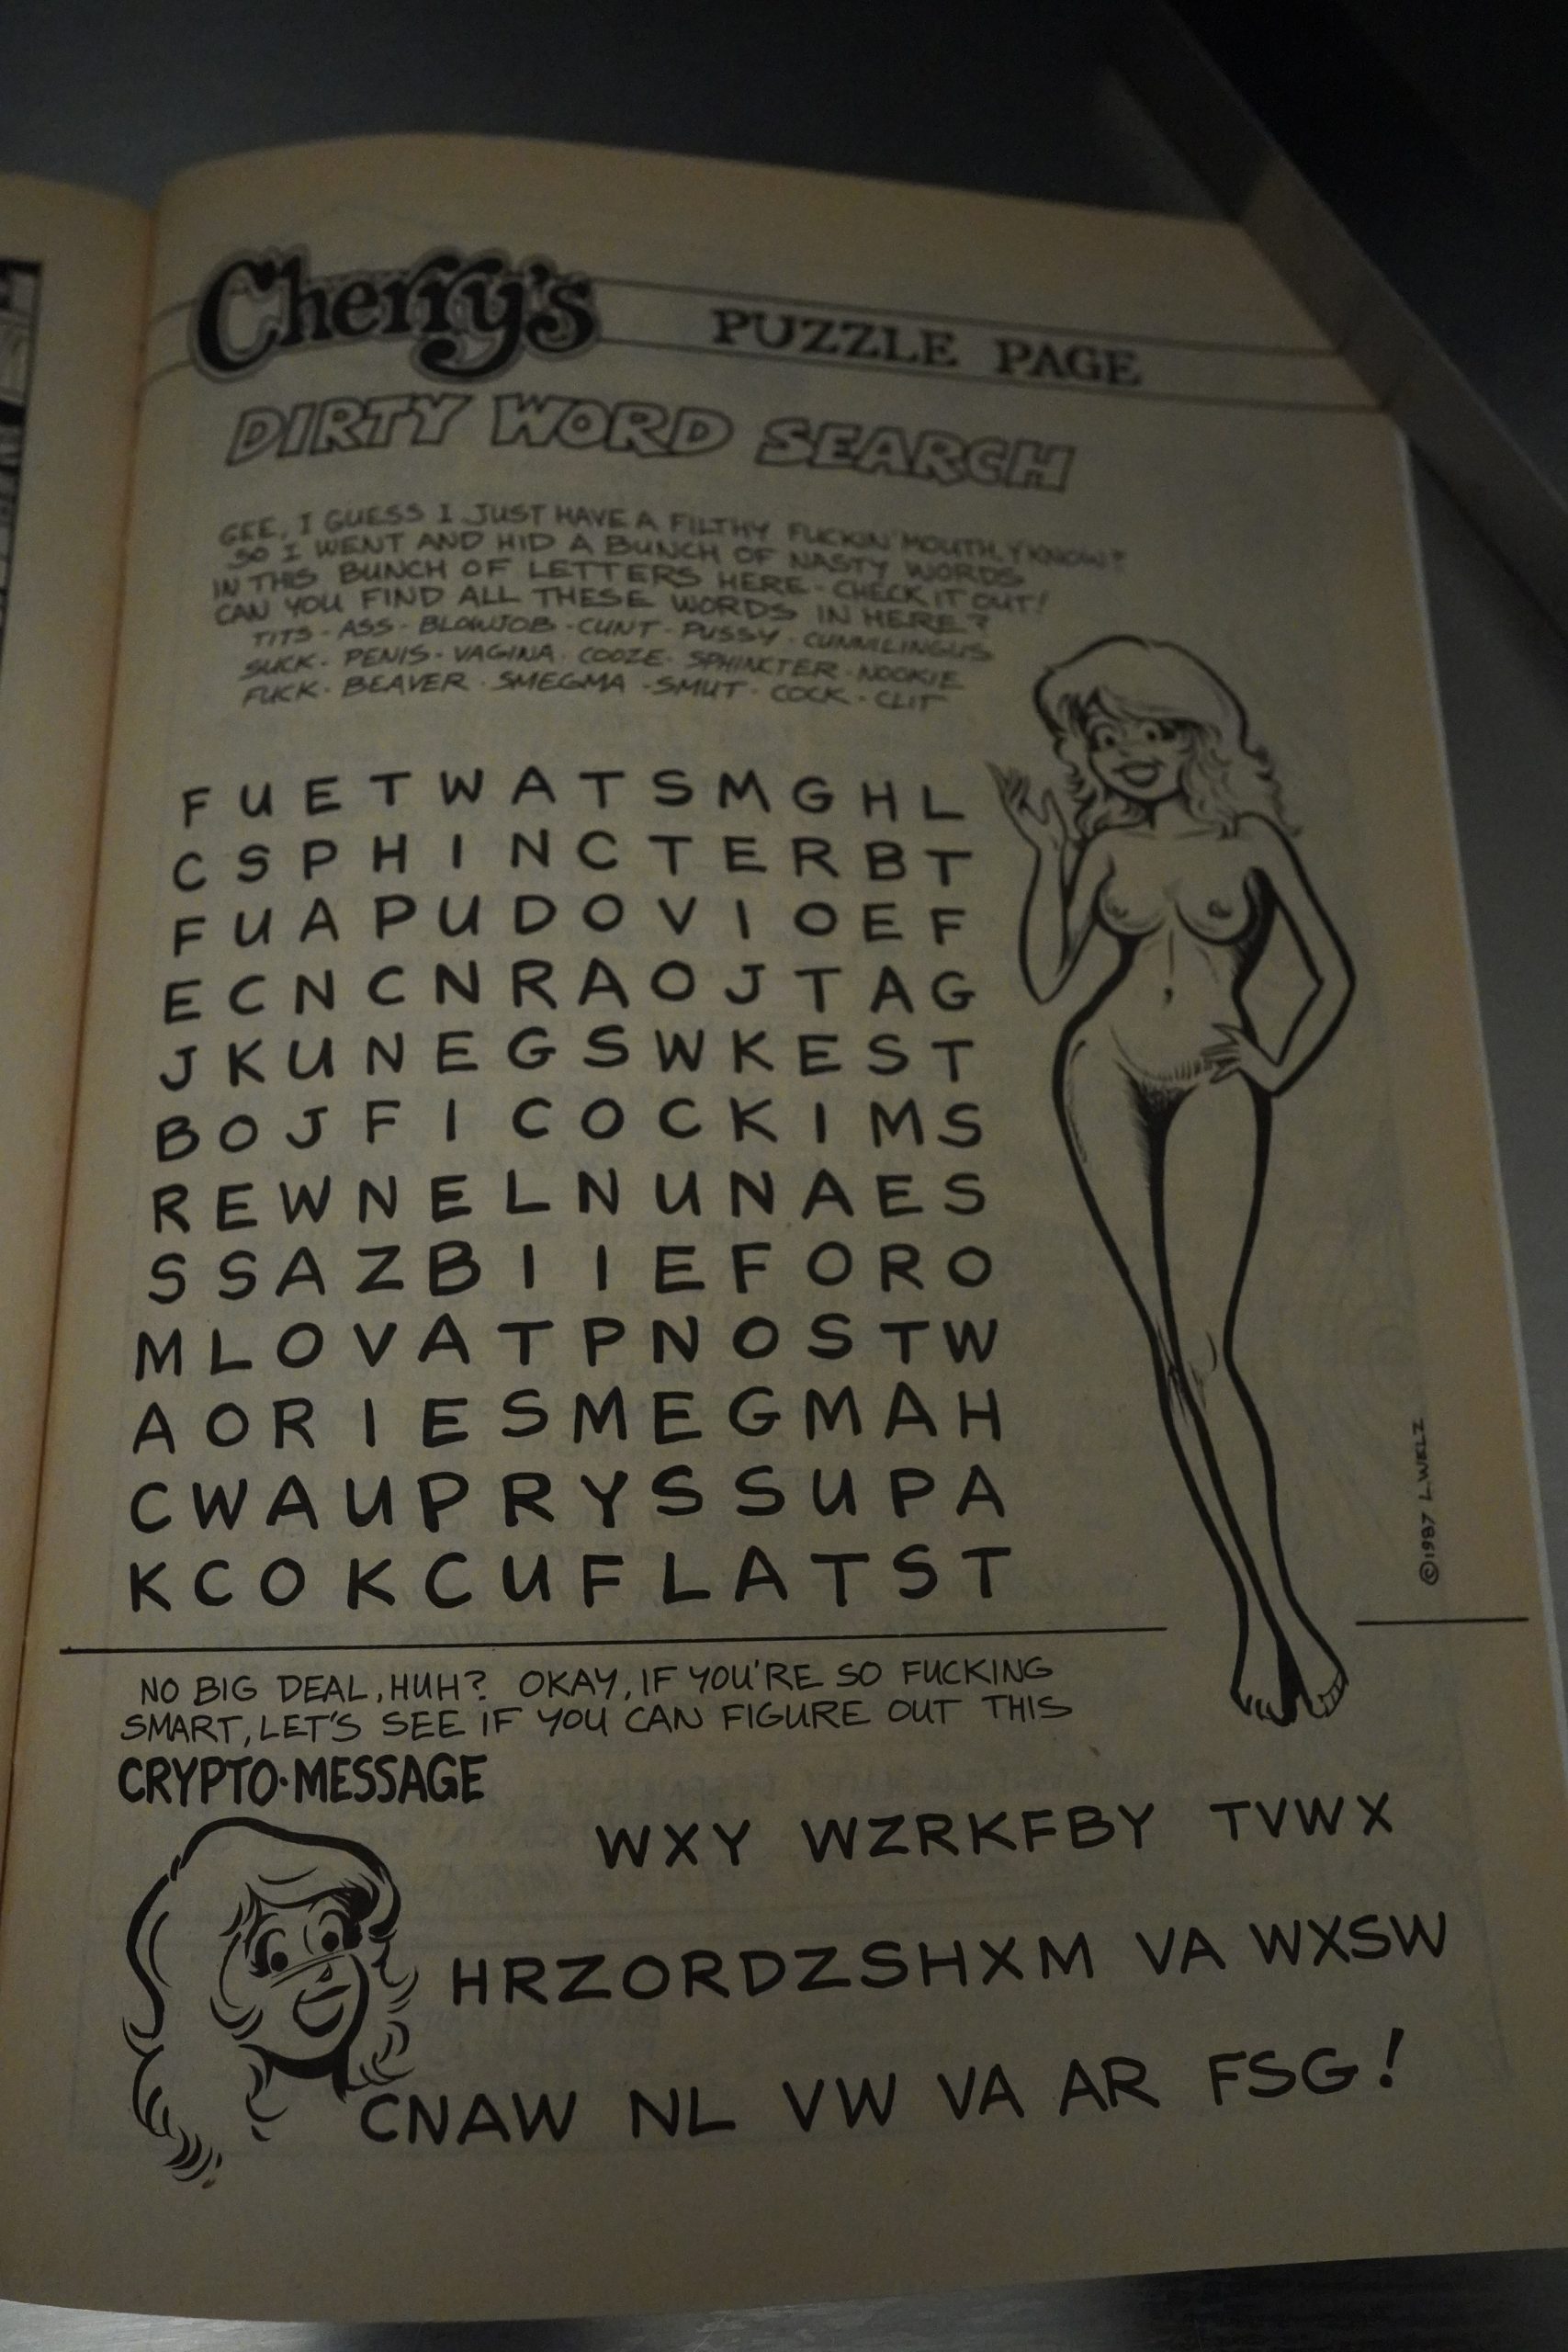 Cherry's PUZZLE PAGE
DIRTY WORD SEARCH
GEE, I GUESS I JUST HAVE A FILTHY FUCKIN' MOUTH, Y'KNOW?
SO I WENT AND HID A BUNCH OF NASTY WORDS
IN THIS BUNCH OF LETTERS HERE - CHECK IT OUT!
CAN YOU FIND ALL THESE WORDS IN HERE?
TITS - ASS - BLOWJOB - CUNT - PUSSY - CUNNILINGUS
SUCK - PENIS - VAGINA - COOZE - SPHINCTER - NOOKIE
FUCK - BEAVER - SMEGMA - SMUT - COCK - CLIT
F U E T W A T S M G H L
C S P H I N C T E R B T
F U A P U D O V I O E F
E C N C N R A O J T A G
J K U N E G S W K E S T
B O J F I C O C K I M S
R E W N E L N U N A E S
S S A Z B I I E F O R O
M L O V A T P N O S T W
A O R I E S M E G M A H
C W A U P R Y S S U P A
K C O K C U F L A T S T
©1987 L.WELZ
NO BIG DEAL, HUH? OKAY, IF YOU'RE SO FUCKING
SMART, LET'S SEE IF YOU CAN FIGURE OUT THIS
CRYPTO·MESSAGE
WXY WZRKFBY TVWX
HRZORDZSHXM VA WXSW
CNAW NL VW VA AR FSG!